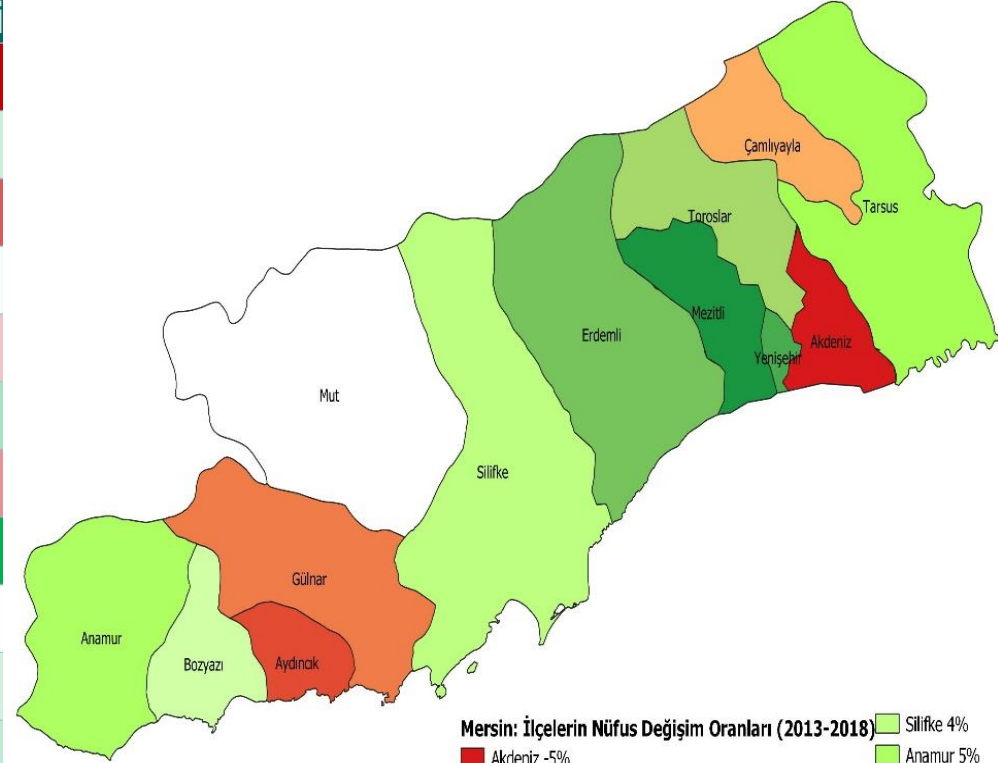 Çamlıyayla
Tarsus
Toroslar
Mezitli
Erdemli
Yenişehir
Akdeniz
Mut
Silifke
Gülnar
Anamur
Bozyazı
Aydıncık
Mersin: İlçelerin Nüfus Değişim Oranları (2013-2018)
Silifke 4%
Akdeniz -5%
Anamur 5%